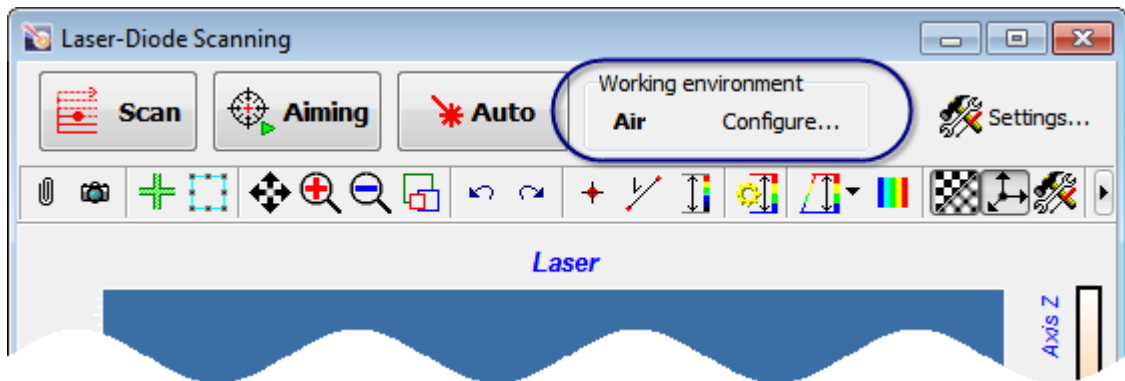 Laser-Diode Scanning
Working environment
Scan Aiming Auto Air Configure... Settings...
Laser
Axis Z